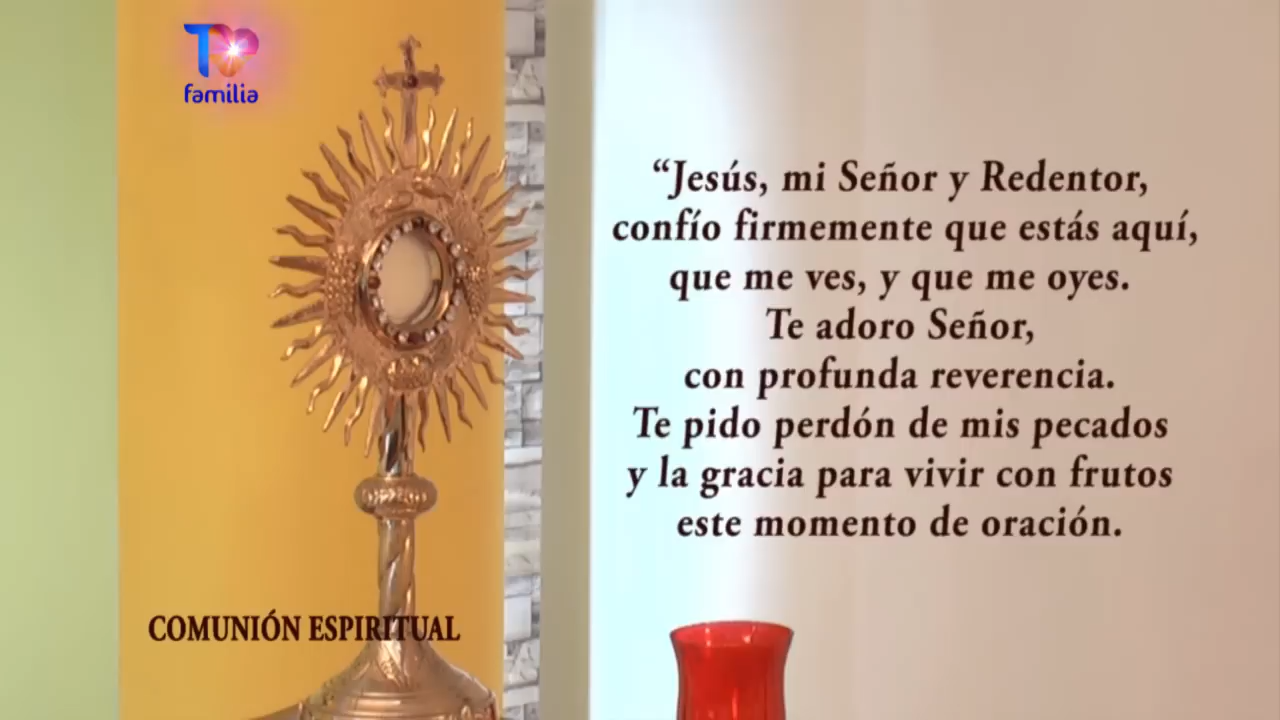 familia
“Jesús, mi Señor y Redentor,
confío firmemente que estás aquí,
que me ves, y que me oyes.
Te adoro Señor,
con profunda reverencia.
Te pido perdón de mis pecados
y la gracia para vivir con frutos
este momento de oración.
COMUNIÓN ESPIRITUAL